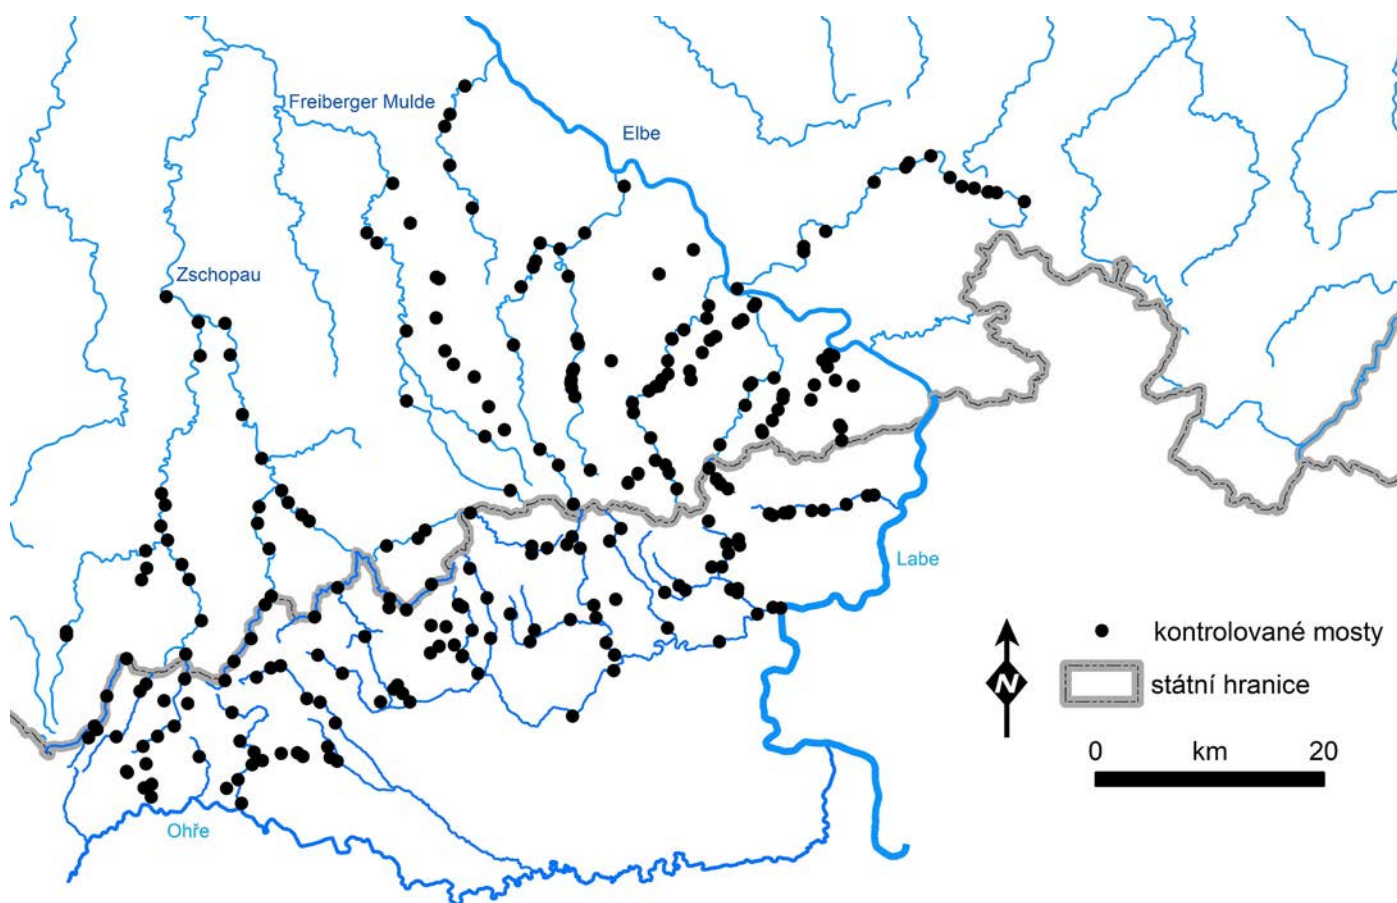 Freiberger Mulde
Elbe
Zschopau
Labe
Ohře
N
kontrolované mosty
státní hranice
0 km 20